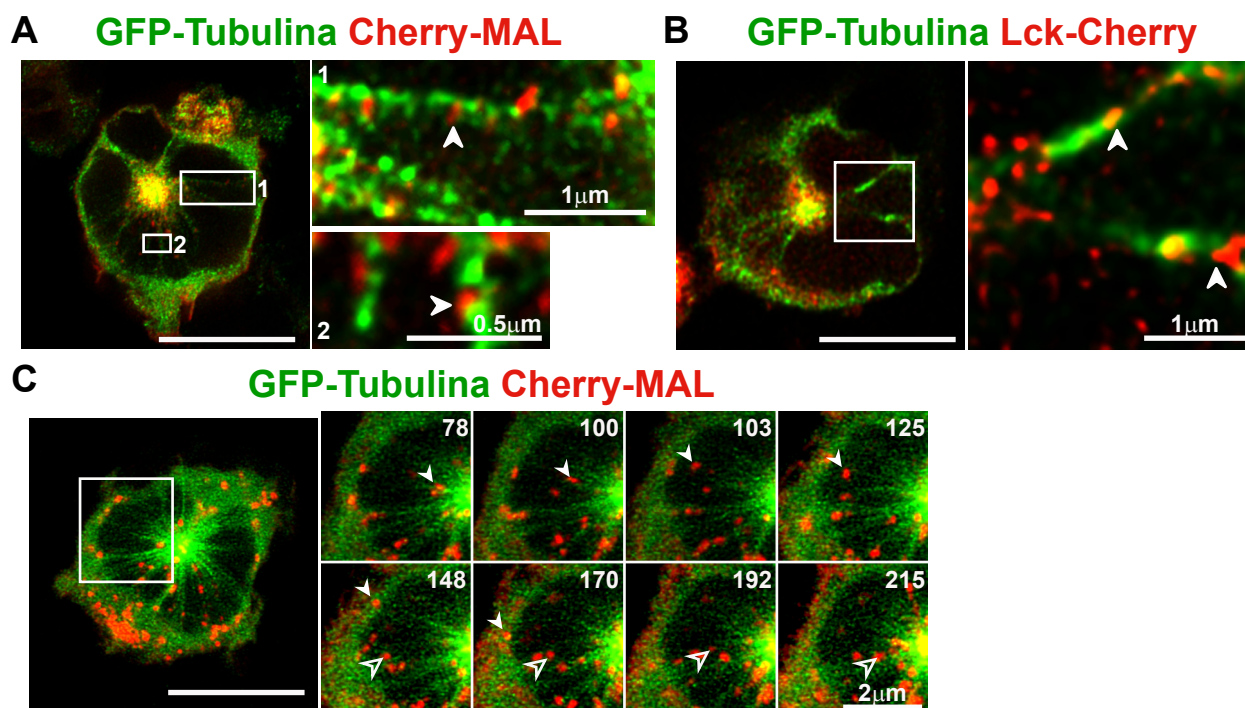 A GFP-Tubulina Cherry-MAL
1
2
1
1µm
2
0.5µm
B GFP-Tubulina Lck-Cherry
1µm
C GFP-Tubulina Cherry-MAL
78 100 103 125
148 170 192 215
2µm